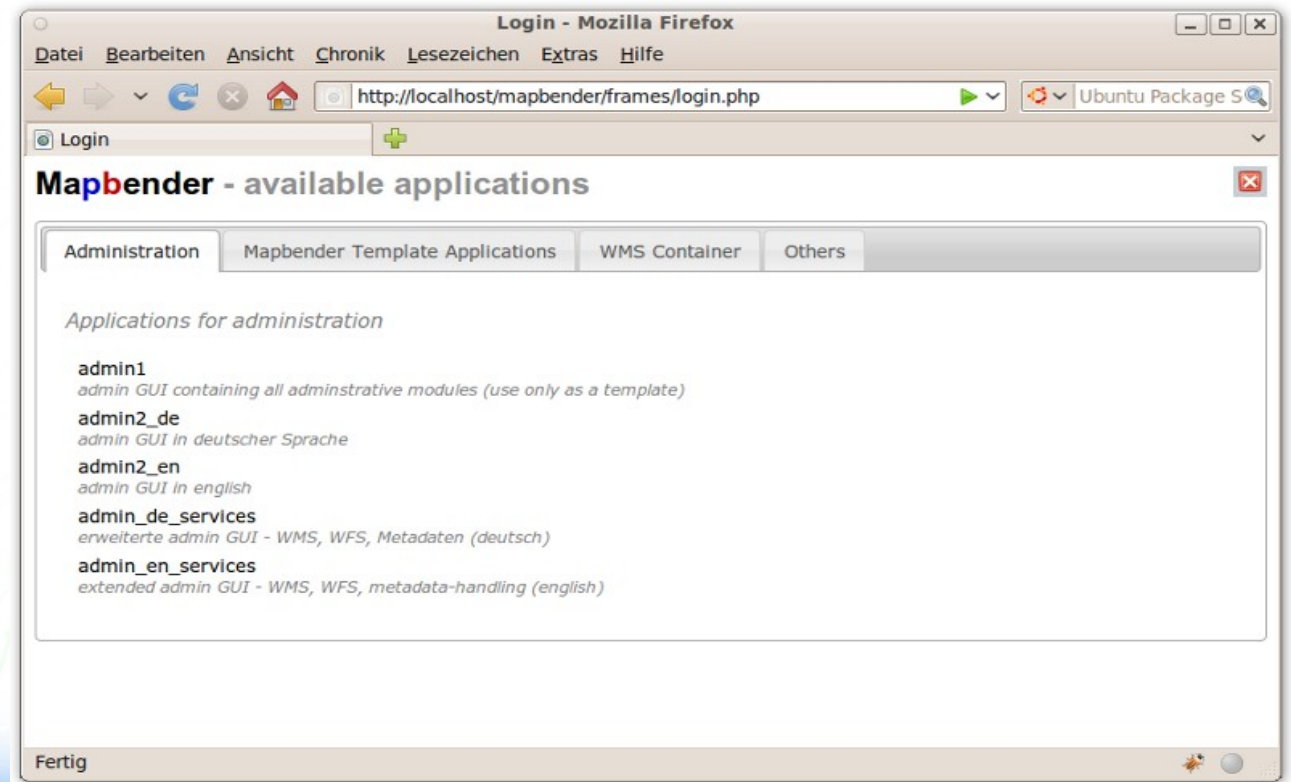 Login - Mozilla Firefox
Datei Bearbeiten Ansicht Chronik Lesezeichen Extras Hilfe
http://localhost/mapbender/frames/login.php Ubuntu Package S
Login
Mapbender - available applications
Administration Mapbender Template Applications WMS Container Others
Applications for administration
admin1
admin GUI containing all adminstrative modules (use only as a template)
admin2_de
admin GUI in deutscher Sprache
admin2_en
admin GUI in english
admin_de_services
erweiterte admin GUI - WMS, WFS, Metadaten (deutsch)
admin_en_services
extended admin GUI - WMS, WFS, metadata-handling (english)
Fertig